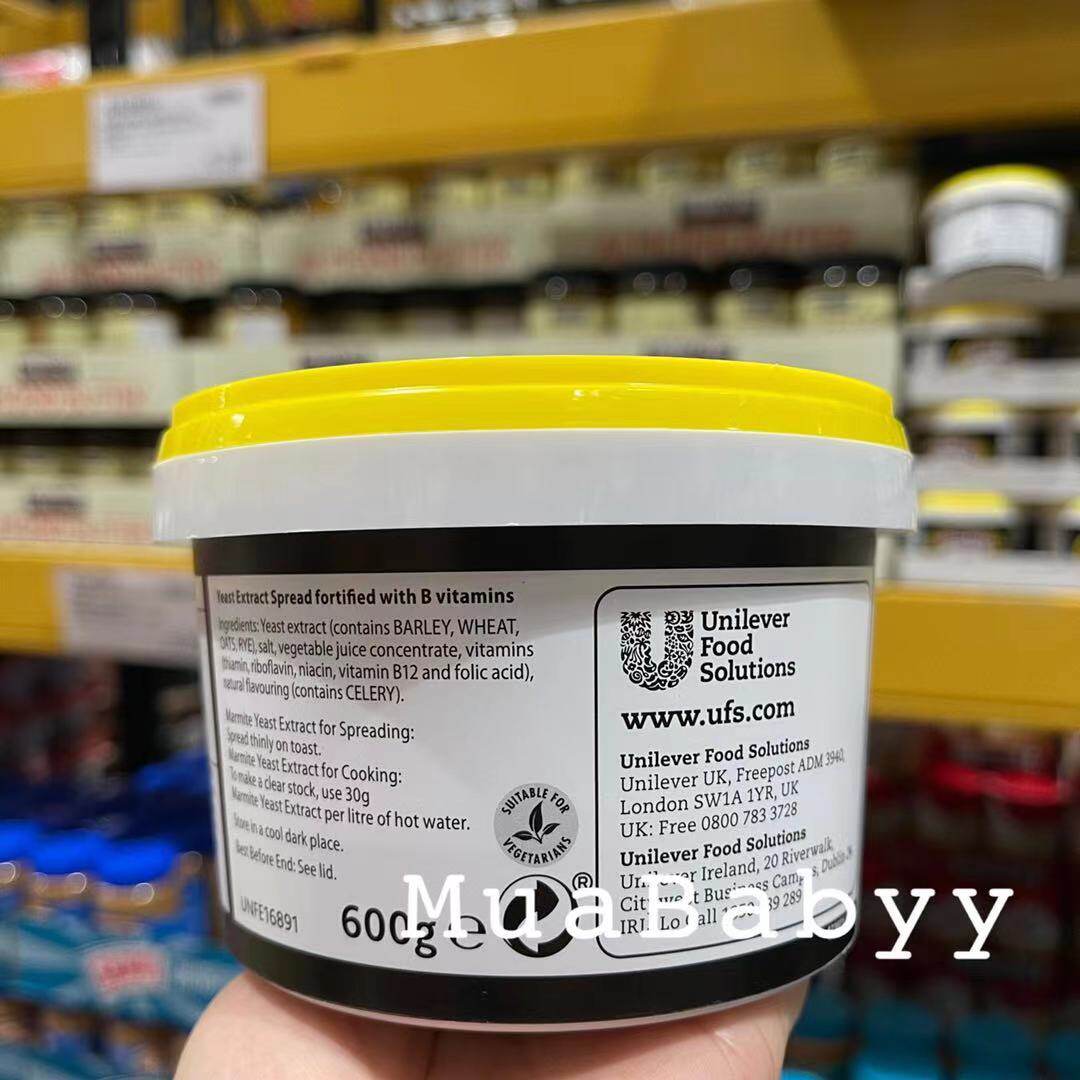 Yeast Extract Spread fortified with B vitamins
Ingredients: Yeast extract (contains BARLEY, WHEAT,
OATS, RYE), salt, vegetable juice concentrate, vitamins
(thiamin, riboflavin, niacin, vitamin B12 and folic acid),
natural flavouring (contains CELERY).
Marmite Yeast Extract for Spreading:
Spread thinly on toast.
Marmite Yeast Extract for Cooking:
To make a clear stock, use 30g
Marmite Yeast Extract per litre of hot water.
Store in a cool dark place.
Best Before End: See lid.
UNFE16891
600g e
SUITABLE FOR
VEGETARIANS
®
Unilever
Food
Solutions
www.ufs.com
Unilever Food Solutions
Unilever UK, Freepost ADM 3940,
London SW1A 1YR, UK
UK: Free 0800 783 3728
Unilever Food Solutions
Unilever Ireland, 20 Riverwalk,
Citywest Business Campus, Dublin
IRL
MuaBabyy